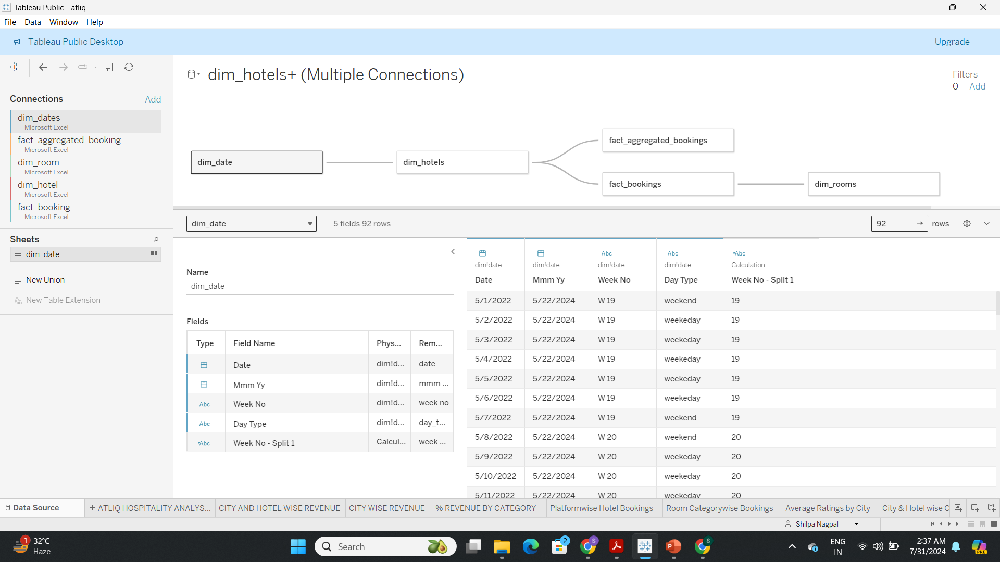 Tableau Public - atliq
File Data Window Help
Tableau Public Desktop Upgrade
dim_hotels+ (Multiple Connections)
Filters
0 Add
Connections Add
dim_dates
Microsoft Excel
fact_aggregated_booking
Microsoft Excel
dim_room
Microsoft Excel
dim_hotel
Microsoft Excel
fact_booking
Microsoft Excel
Sheets
dim_date
New Union
New Table Extension
dim_date
dim_hotels
fact_aggregated_bookings
fact_bookings
dim_rooms
dim_date 5 fields 92 rows 92 rows
Name
dim_date
Fields
Type Field Name Phys... Rem...
Date dim!d... date
Mmm Yy dim!d... mmm ...
Abc Week No dim!d... week no
Abc Day Type dim!d... day_t...
=Abc Week No - Split 1 Calcul... week ...
Abc Abc =Abc
dim!date dim!date dim!date dim!date Calculation
Date Mmm Yy Week No Day Type Week No - Split 1
5/1/2022 5/22/2024 W 19 weekend 19
5/2/2022 5/22/2024 W 19 weekeday 19
5/3/2022 5/22/2024 W 19 weekeday 19
5/4/2022 5/22/2024 W 19 weekeday 19
5/5/2022 5/22/2024 W 19 weekeday 19
5/6/2022 5/22/2024 W 19 weekeday 19
5/7/2022 5/22/2024 W 19 weekend 19
5/8/2022 5/22/2024 W 20 weekend 20
5/9/2022 5/22/2024 W 20 weekeday 20
5/10/2022 5/22/2024 W 20 weekeday 20
5/11/2022 5/22/2024 W 20 weekeday 20
Data Source ATLIQ HOSPITALITY ANALYS... CITY AND HOTEL WISE REVENUE CITY WISE REVENUE % REVENUE BY CATEGORY Platformwise Hotel Bookings Room Categorywise Bookings Average Ratings by City City & Hotel wise O
Shilpa Nagpal
1 32°C
Haze
Search
2
S
S
ENG
IN
2:37 AM
7/31/2024
PRE